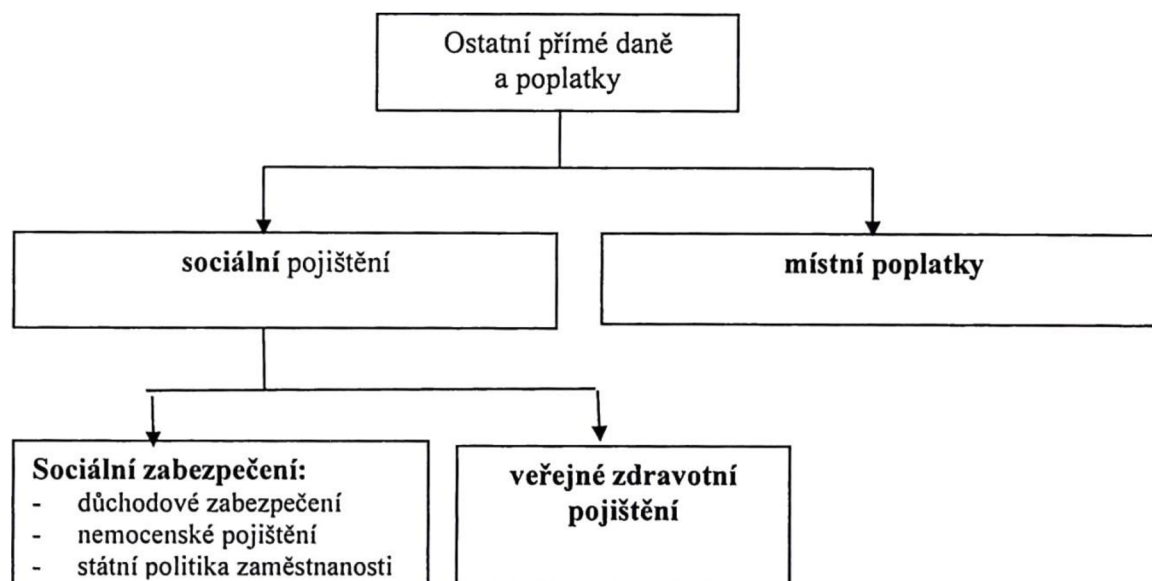 Ostatní přímé daně
a poplatky
sociální pojištění
místní poplatky
Sociální zabezpečení:
- důchodové zabezpečení
- nemocenské pojištění
- státní politika zaměstnanosti
veřejné zdravotní
pojištění